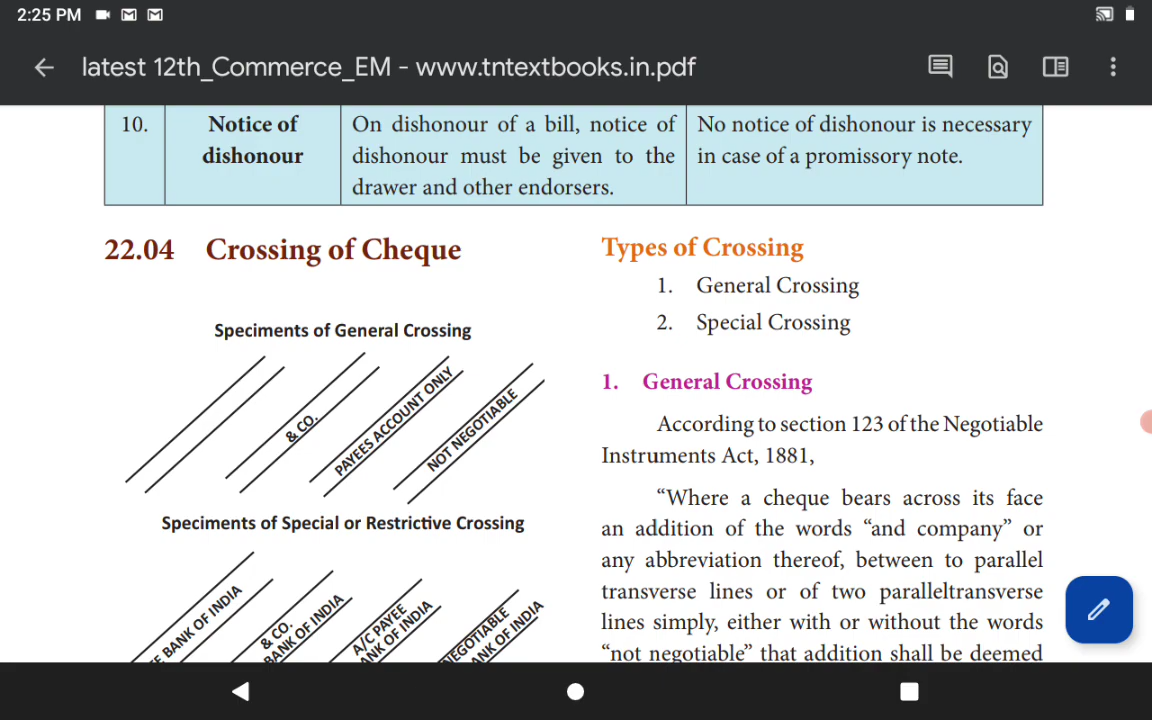 2:25 PM
latest 12th_Commerce_EM - www.tntextbooks.in.pdf
10.
Notice of
dishonour
On dishonour of a bill, notice of
dishonour must be given to the
drawer and other endorsers.
No notice of dishonour is necessary
in case of a promissory note.
22.04 Crossing of Cheque
Speciments of General Crossing
& CO.
PAYEES ACCOUNT ONLY
NOT NEGOTIABLE
Speciments of Special or Restrictive Crossing
BANK OF INDIA
& CO.
BANK OF INDIA
A/C PAYEE
OF INDIA
OF INDIA
Types of Crossing
1. General Crossing
2. Special Crossing
1. General Crossing
According to section 123 of the Negotiable
Instruments Act, 1881,
“Where a cheque bears across its face
an addition of the words “and company” or
any abbreviation thereof, between to parallel
transverse lines or of two paralleltransverse
lines simply, either with or without the words
“not negotiable” that addition shall be deemed